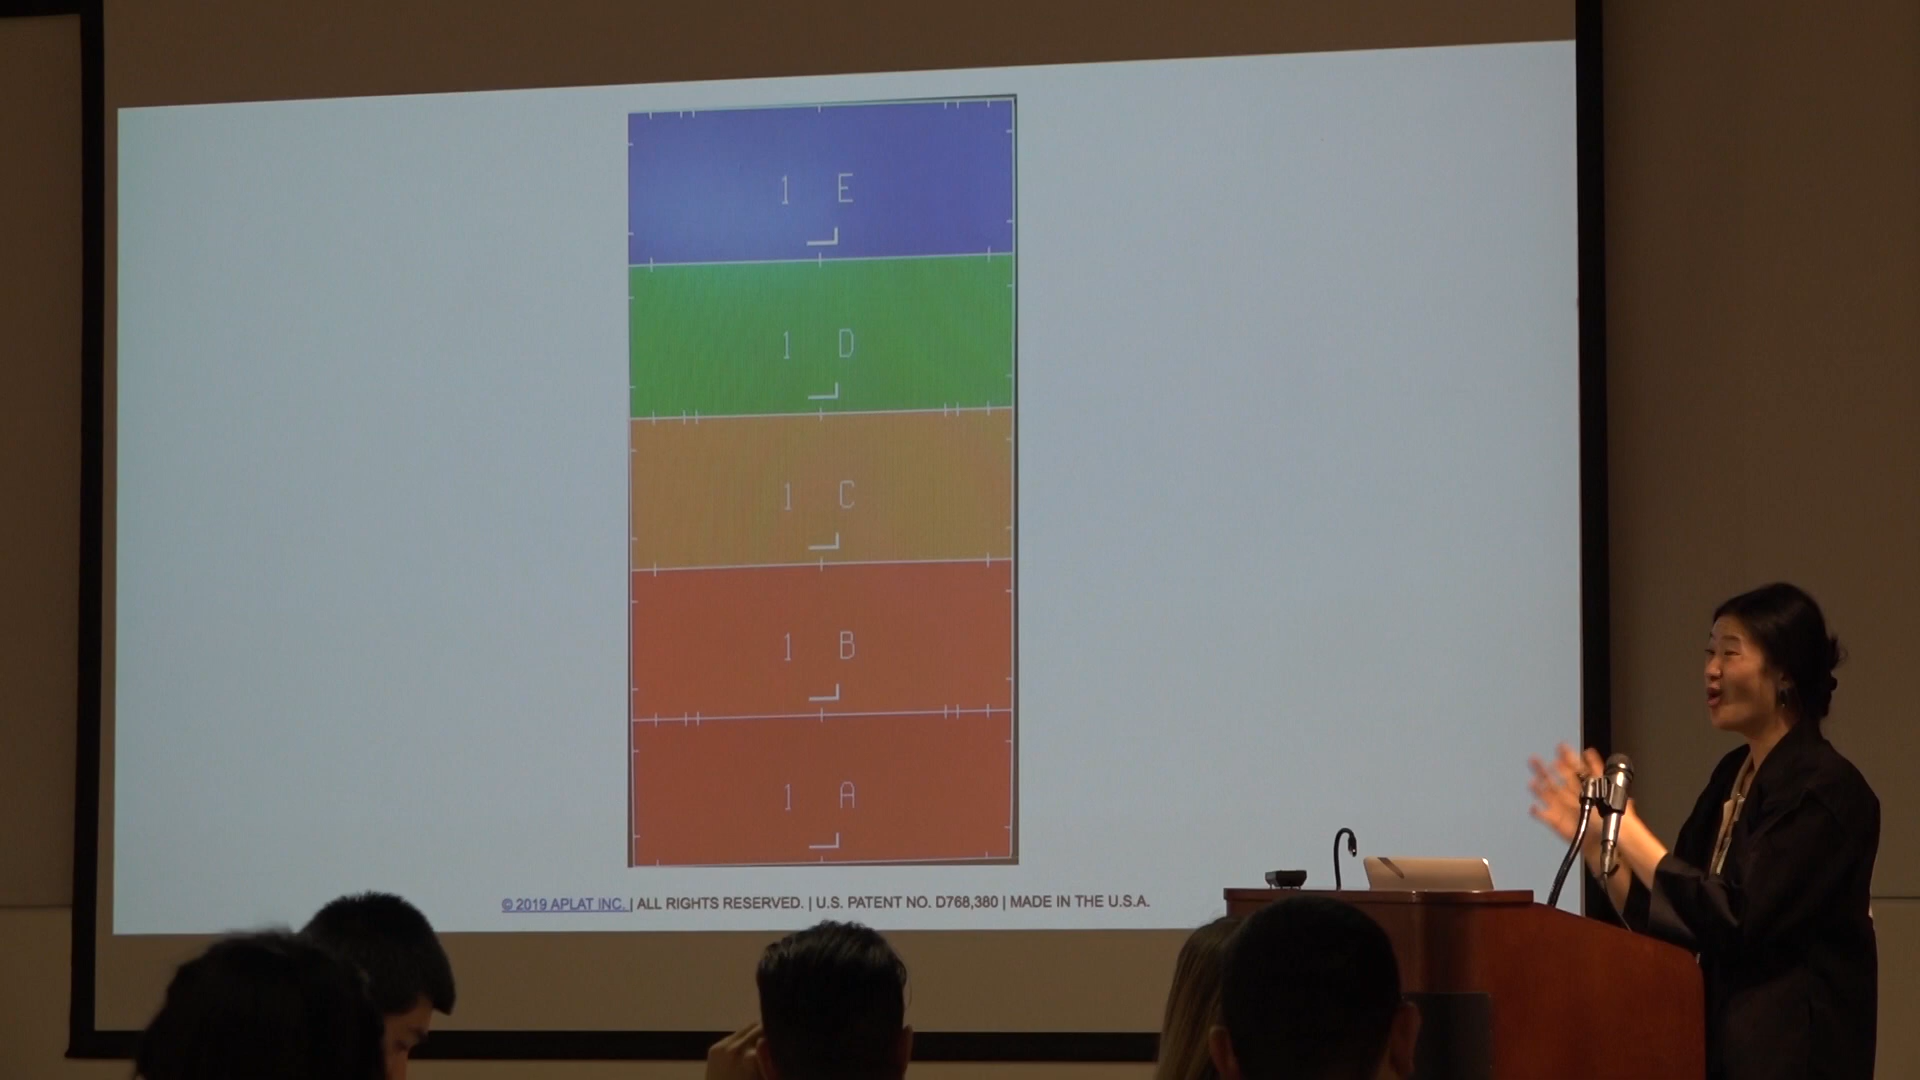 1 E
1 D
1 C
1 B
1 A
© 2019 APLAT INC. | ALL RIGHTS RESERVED. | U.S. PATENT NO. D768,380 | MADE IN THE U.S.A.